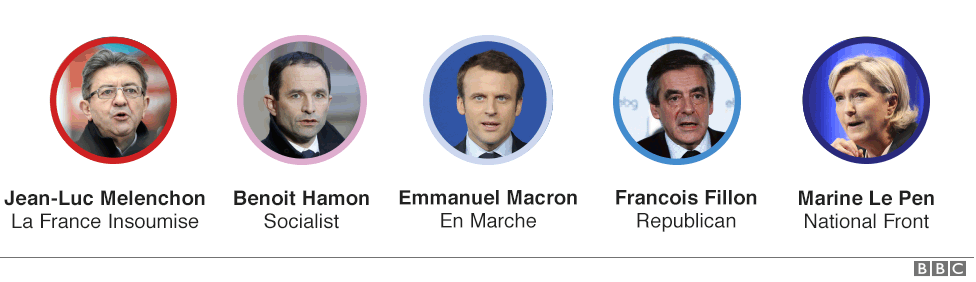 Jean-Luc Melenchon
La France Insoumise
Benoit Hamon
Socialist
Emmanuel Macron
En Marche
Francois Fillon
Republican
Marine Le Pen
National Front
BBC